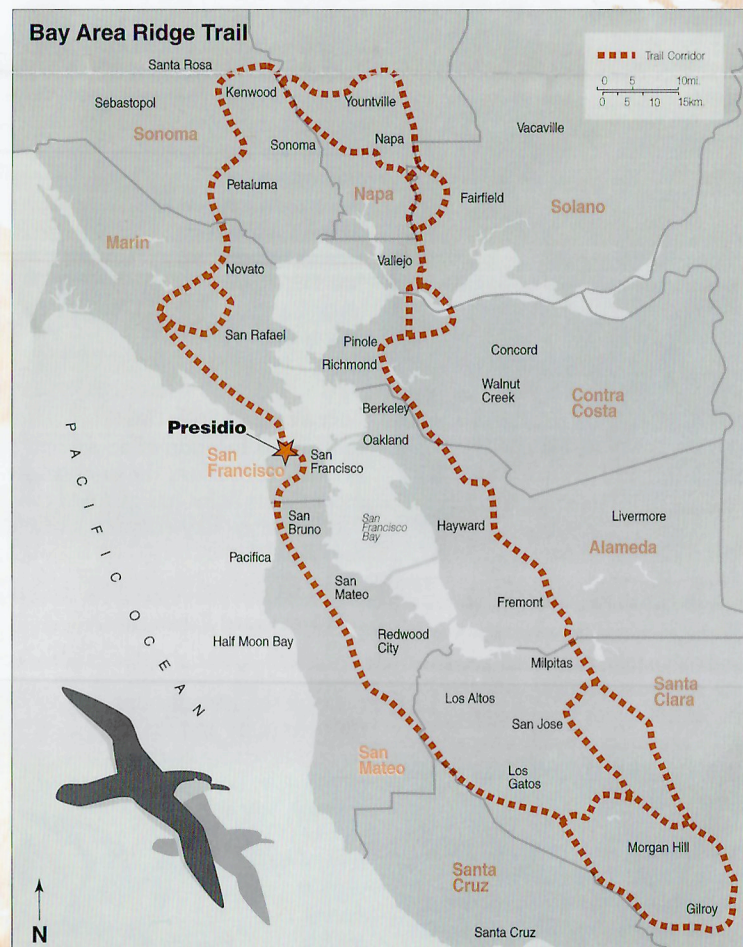 Bay Area Ridge Trail
Trail Corridor
0 5 10mi.
0 5 10 15km.
Santa Rosa
Kenwood
Yountville
Sebastopol
Sonoma
Sonoma
Napa
Vacaville
Petaluma
Napa
Fairfield
Solano
Marin
Novato
Vallejo
San Rafael
Pinole
Richmond
Concord
Walnut
Creek
Contra
Costa
Berkeley
Presidio
Oakland
San
Francisco
San
Francisco
PACIFIC OCEAN
San
Bruno
San
Francisco
Bay
Hayward
Livermore
Alameda
Pacifica
San
Mateo
Fremont
Half Moon Bay
Redwood
City
Milpitas
Santa
Clara
Los Altos
San Jose
San
Mateo
Los
Gatos
Morgan Hill
Santa
Cruz
Gilroy
Santa Cruz
N